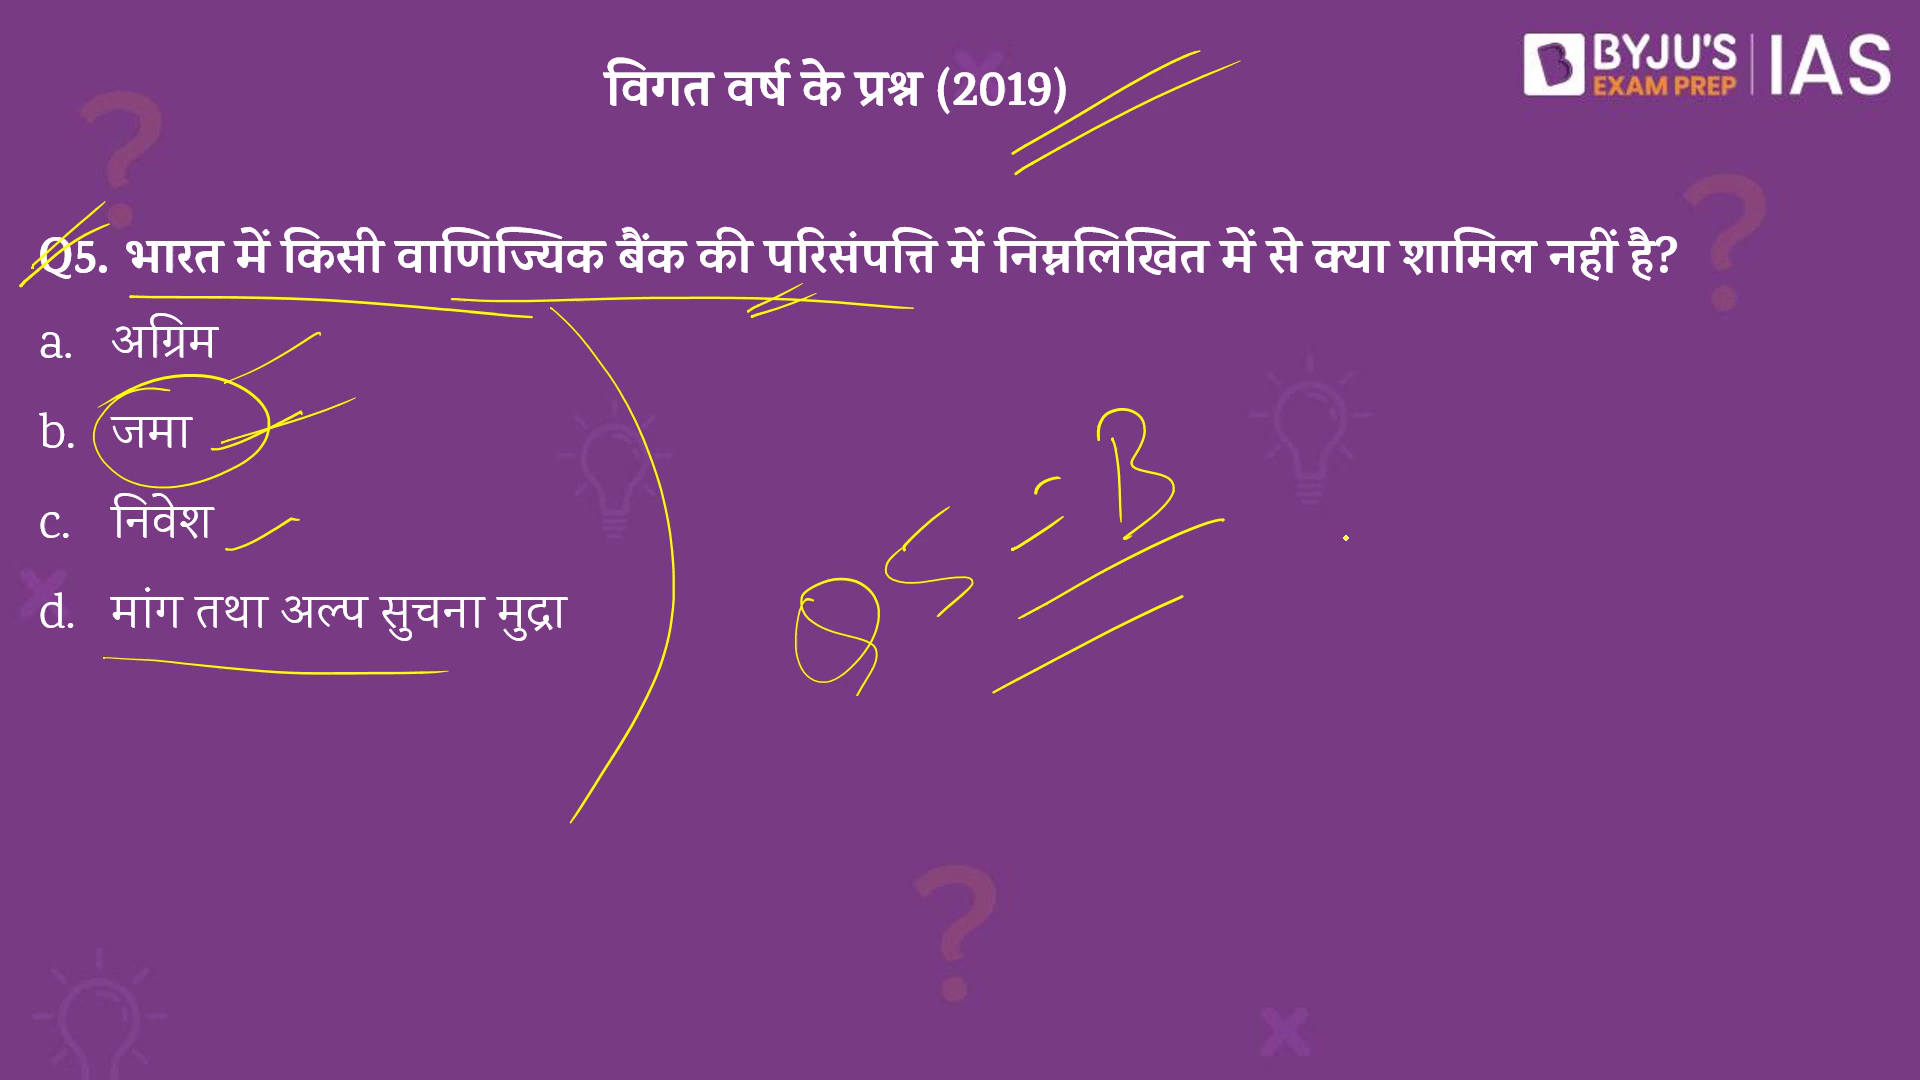 विगत वर्ष के प्रश्न (2019)
BYJU'S
EXAM PREP
IAS
Q5. भारत में किसी वाणिज्यिक बैंक की परिसंपत्ति में निम्नलिखित में से क्या शामिल नहीं है?
a. अग्रिम
b. जमा
c. निवेश
d. मांग तथा अल्प सुचना मुद्रा
Q5 = B